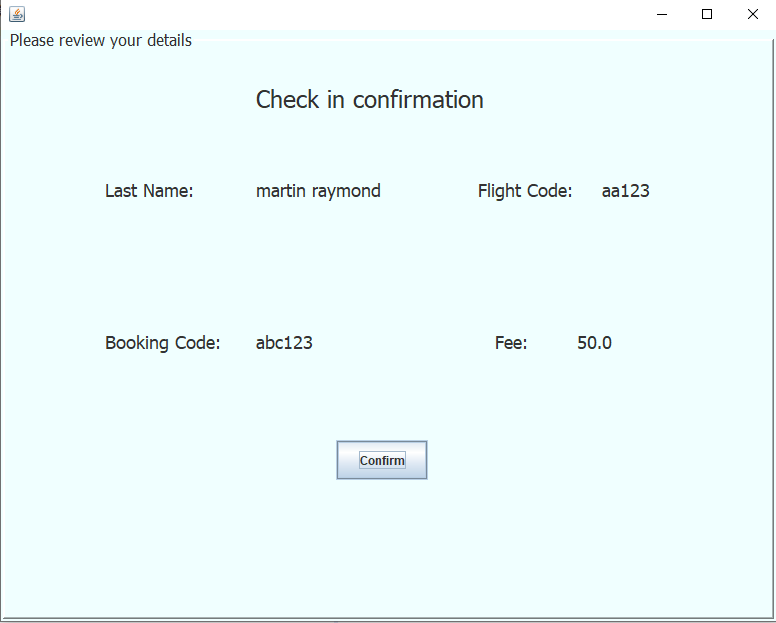 Please review your details
Check in confirmation
Last Name: martin raymond Flight Code: aa123
Booking Code: abc123 Fee: 50.0
Confirm